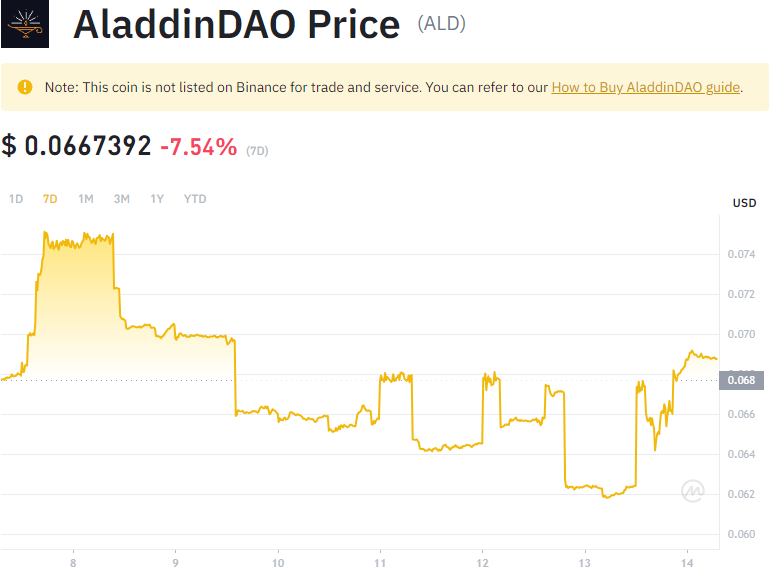 AladdinDAO Price (ALD)
Note: This coin is not listed on Binance for trade and service. You can refer to our How to Buy AladdinDAO guide.
$ 0.0667392 -7.54% (7D)
1D 7D 1M 3M 1Y YTD
USD
0.074
0.072
0.070
0.068
0.066
0.064
0.062
0.060
8 9 10 11 12 13 14